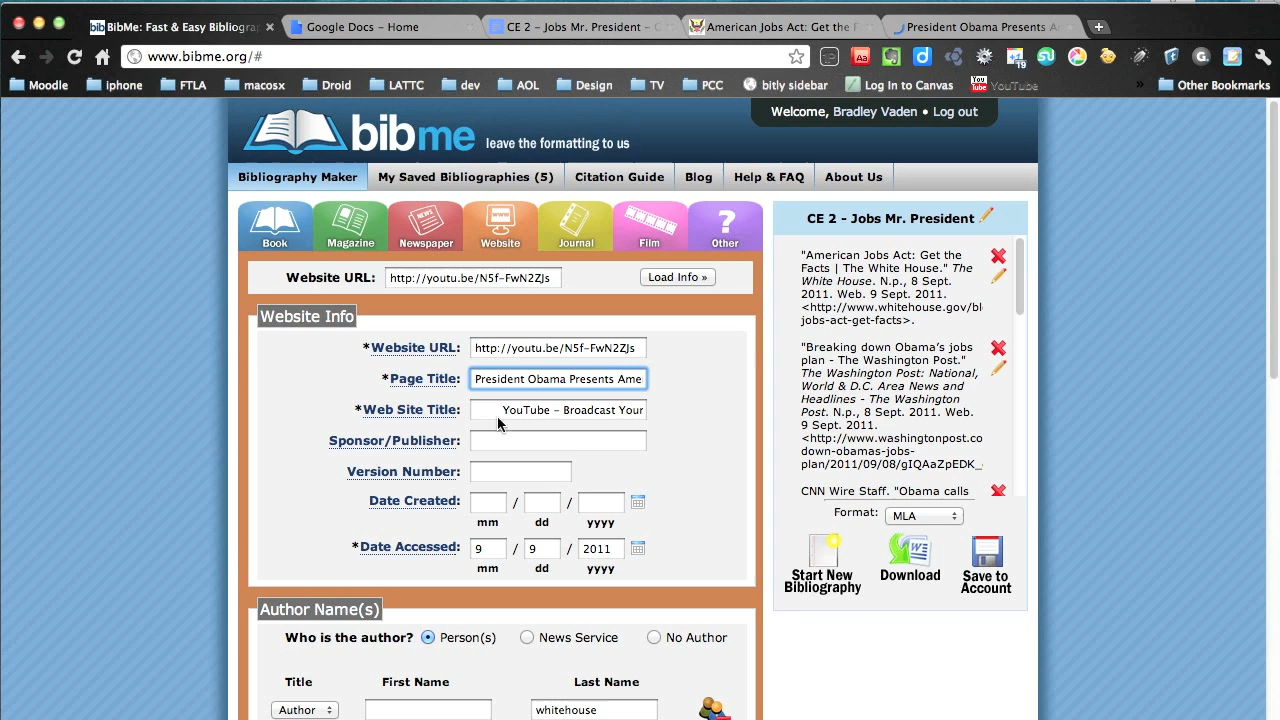 bib BibMe: Fast & Easy Bibliograp
Google Docs - Home
CE 2 - Jobs Mr. President - G
American Jobs Act: Get the F
President Obama Presents A
www.bibme.org/#
Aa
19
Moodle
iphone
FTLA
macosx
Droid
LATTC
dev
AOL
Design
TV
PCC
bitly sidebar
Log In to Canvas
You Tube
YouTube
»
Other Bookmarks
bibme
leave the formatting to us
Welcome, Bradley Vaden • Log out
Bibliography Maker
My Saved Bibliographies (5)
Citation Guide
Blog
Help & FAQ
About Us
Book
Magazine
NEWS
Newspaper
WWW
Website
Journal
Film
?
Other
Website URL:
http://youtu.be/N5f-FwN2ZJs
Load Info »
Website Info
*Website URL:
http://youtu.be/N5f-FwN2ZJs
*Page Title:
President Obama Presents Ame
*Web Site Title:
YouTube - Broadcast Your
Sponsor/Publisher:
Version Number:
Date Created:
/ /
mm dd yyyy
*Date Accessed:
9 / 9 / 2011
mm dd yyyy
Author Name(s)
Who is the author? Person(s) News Service No Author
Title First Name Last Name
Author
whitehouse
CE 2 - Jobs Mr. President
"American Jobs Act: Get the
Facts | The White House." The
White House. N.p., 8 Sept.
2011. Web. 9 Sept. 2011.
<http://www.whitehouse.gov/bl
jobs-act-get-facts>.
"Breaking down Obama's jobs
plan - The Washington Post."
The Washington Post: National,
World & D.C. Area News and
Headlines - The Washington
Post. N.p., 8 Sept. 2011. Web.
9 Sept. 2011.
<http://www.washingtonpost.co
down-obamas-jobs-
plan/2011/09/08/gIQAaZpEDK_
CNN Wire Staff. "Obama calls
Format:
MLA
Start New
Bibliography
Download
Save to
Account